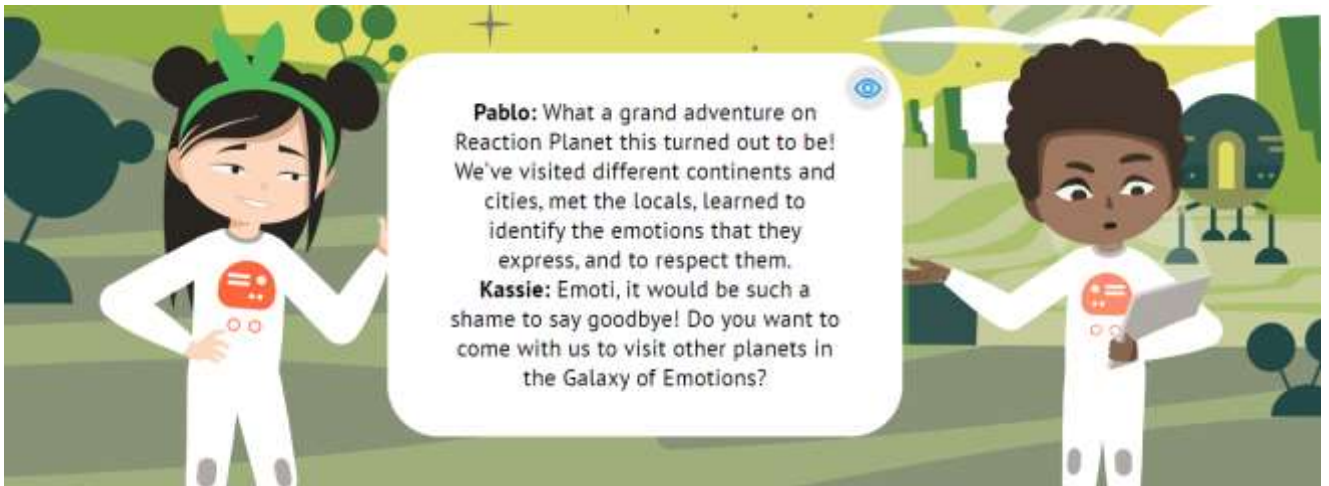 Pablo: What a grand adventure on
Reaction Planet this turned out to be!
We've visited different continents and
cities, met the locals, learned to
identify the emotions that they
express, and to respect them.
Kassie: Emoti, it would be such a
shame to say goodbye! Do you want to
come with us to visit other planets in
the Galaxy of Emotions?